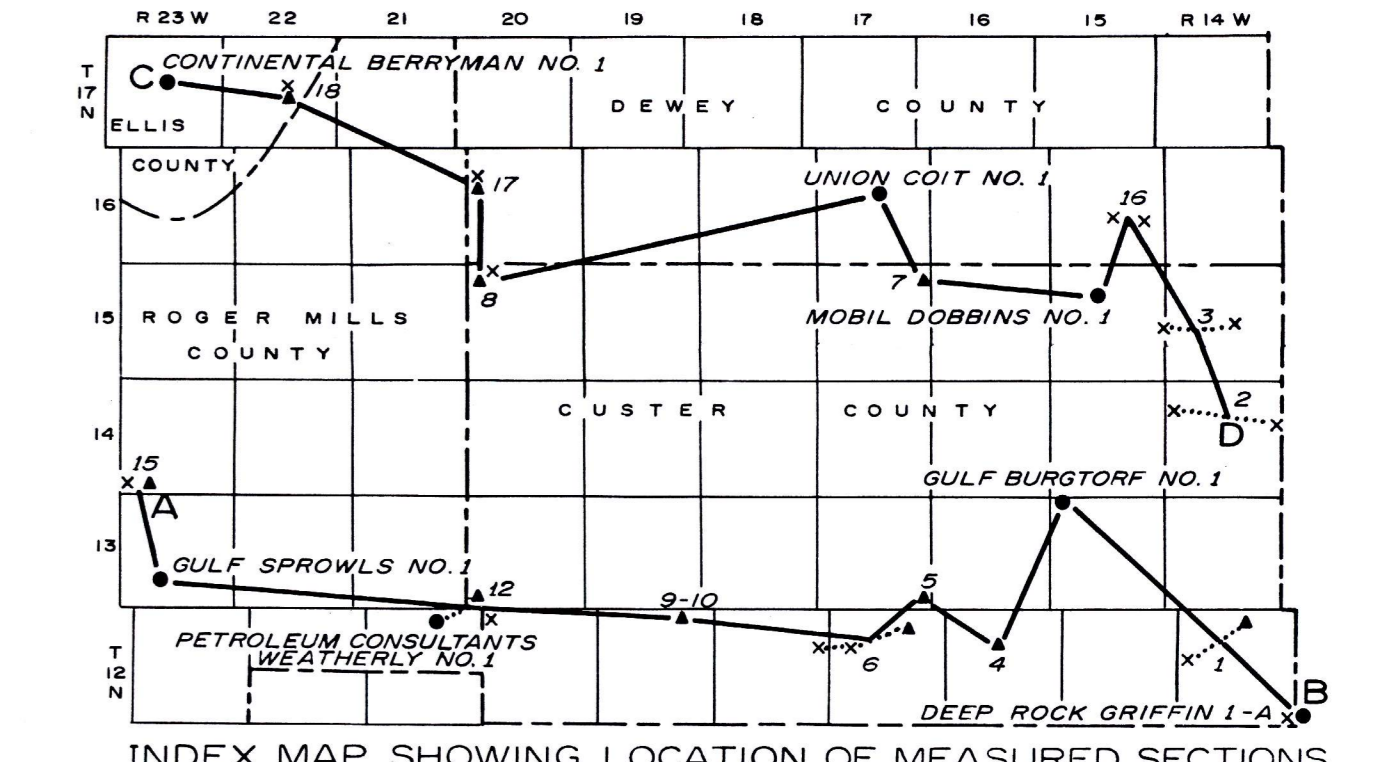 R 23 W 22 21 20 19 18 17 16 15 R 14 W
T
17
N
C CONTINENTAL BERRYMAN NO. 1
18
DEWEY COUNTY
ELLIS
COUNTY
17
UNION COIT NO. 1
16
16
8
7
15 ROGER MILLS
COUNTY
MOBIL DOBBINS NO. 1
3
CUSTER COUNTY
2
D
14
15
A
GULF BURGTORF NO. 1
13
GULF SPROWLS NO. 1
12
9-10
5
PETROLEUM CONSULTANTS
WEATHERLY NO. 1
6
4
1
T
12
N
B
DEEP ROCK GRIFFIN 1-A
INDEX MAP SHOWING LOCATION OF MEASURED SECTIONS